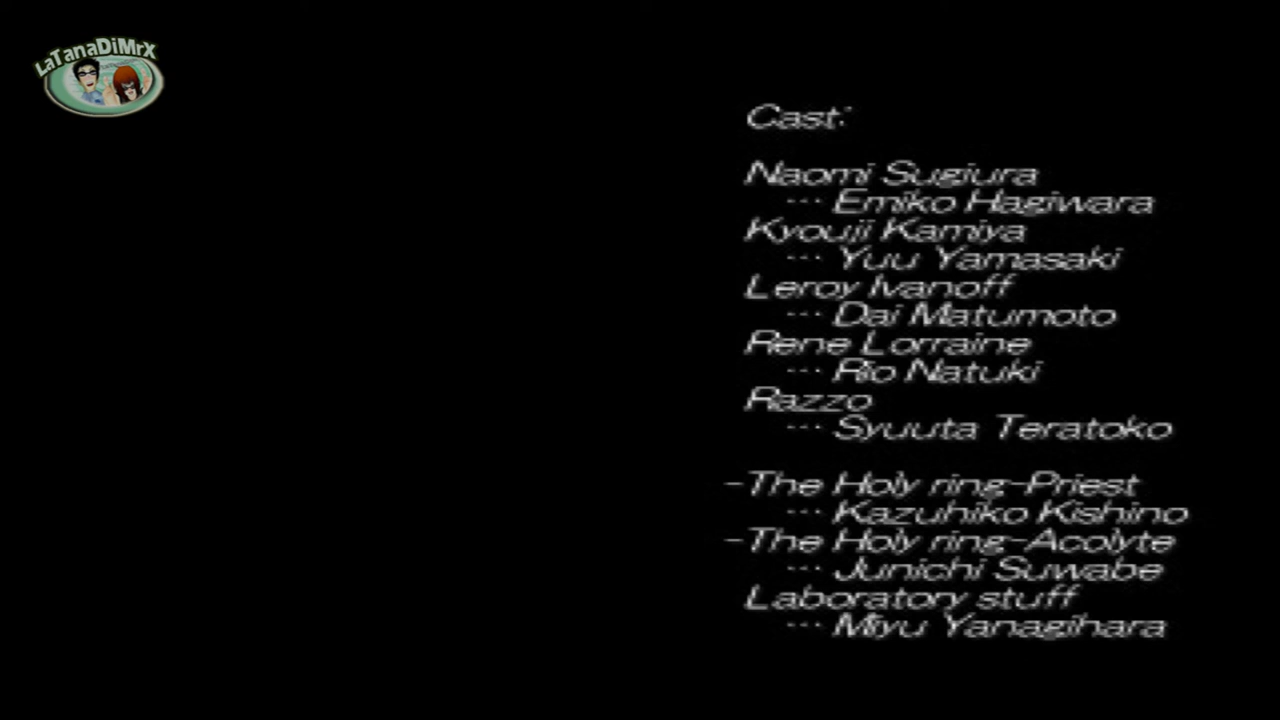 LaTanaDiMrX
Cast:
Naomi Sugiura
... Emiko Hagiwara
Kyouji Kamiya
... Yuu Yamasaki
Leroy Ivanoff
... Dai Matumoto
Rene Lorraine
... Rio Natuki
Razzo
... Syuuta Teratoko
-The Holy ring-Priest
... Kazuhiko Kishino
-The Holy ring-Acolyte
... Junichi Suwabe
Laboratory stuff
... Miyu Yanagihara